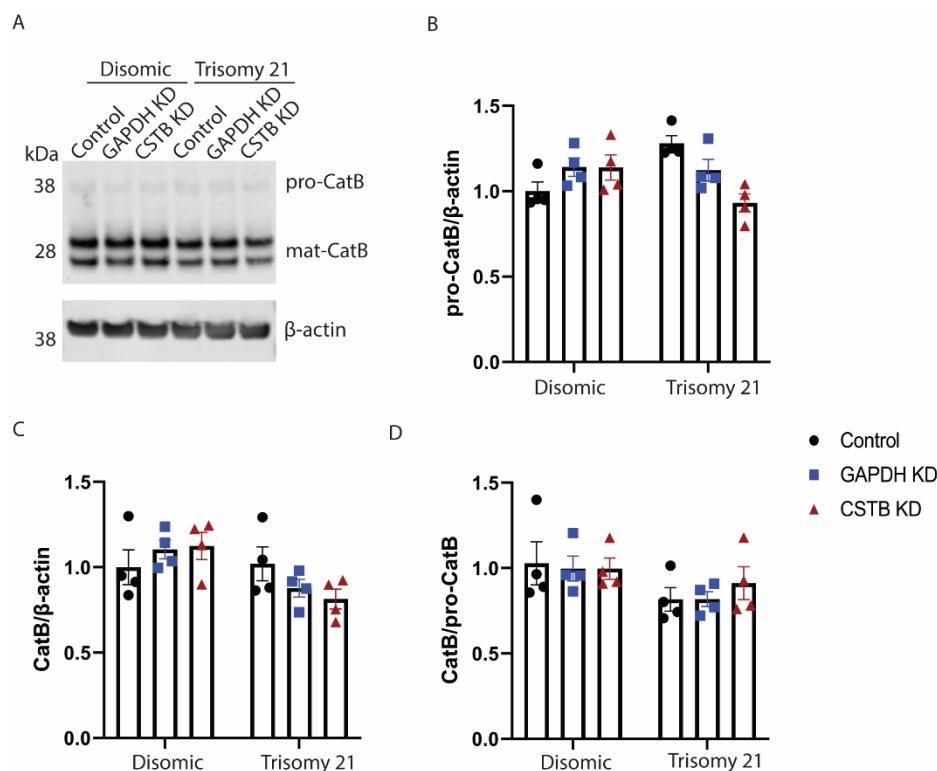 A
Disomic Trisomy 21
Control GAPDH KD CSTB KD Control GAPDH KD CSTB KD
kDa
38 pro-CatB
28 mat-CatB
38 β-actin
B
pro-CatB/β-actin
1.5
1.0
0.5
0.0
Disomic Trisomy 21
C
CatB/β-actin
1.5
1.0
0.5
0.0
Disomic Trisomy 21
D
CatB/pro-CatB
1.5
1.0
0.5
0.0
Disomic Trisomy 21
Control
GAPDH KD
CSTB KD